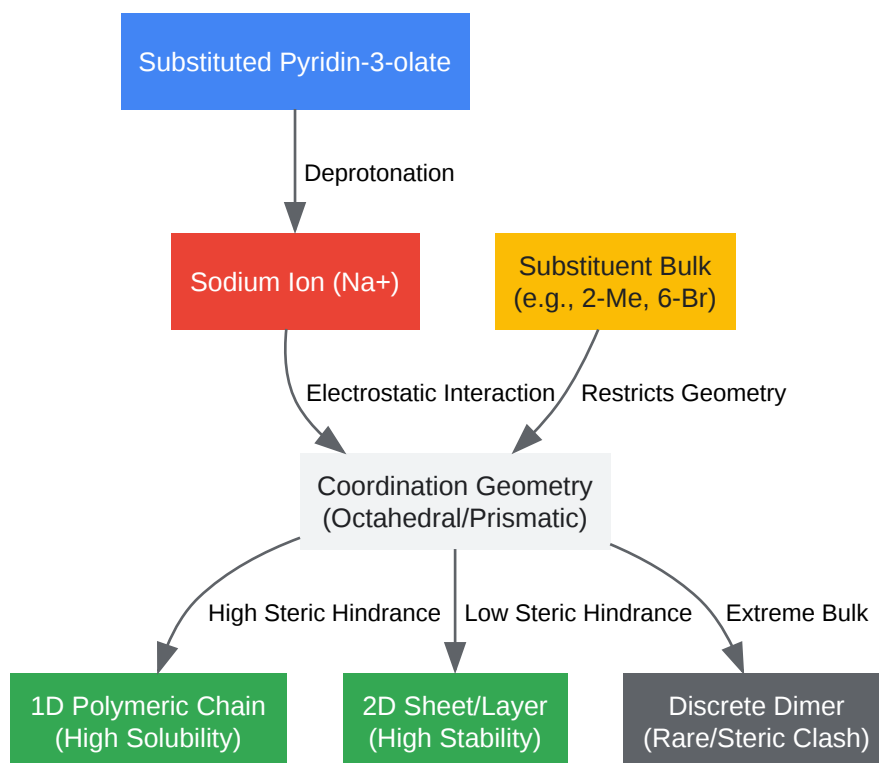 Substituted Pyridin-3-olate
Deprotonation
Sodium Ion (Na+)
Substituent Bulk
(e.g., 2-Me, 6-Br)
Electrostatic Interaction
Restricts Geometry
Coordination Geometry
(Octahedral/Prismatic)
High Steric Hindrance
Low Steric Hindrance
Extreme Bulk
1D Polymeric Chain
(High Solubility)
2D Sheet/Layer
(High Stability)
Discrete Dimer
(Rare/Steric Clash)